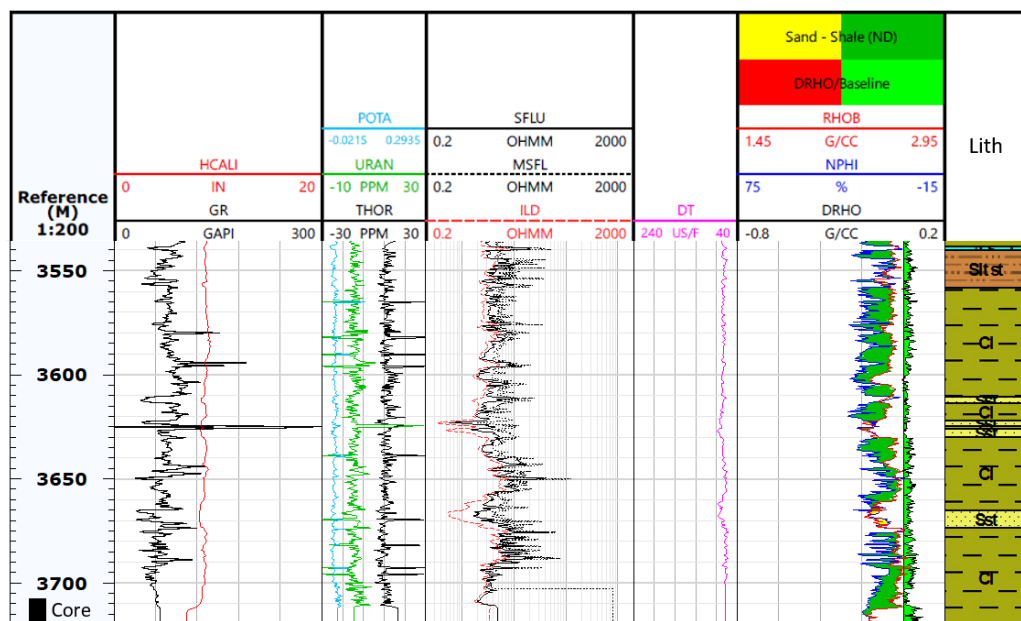 Sand - Shale (ND)
DRHO/Baseline
POTA
SFLU
RHOB
-0.0215 0.2935
0.2 OHMM 2000
1.45 G/CC 2.95
Lith
HCALI
URAN
MSFL
NPHI
0 IN 20
-10 PPM 30
0.2 OHMM 2000
75 % -15
Reference
(M)
1:200
GR
THOR
ILD
DT
DRHO
0 GAPI 300
-30 PPM 30
0.2 OHMM 2000
240 US/F 40
-0.8 G/CC 0.2
3550
Slt st
Cl
3600
Cl
3650
Cl
Sst
3700
Cl
Core